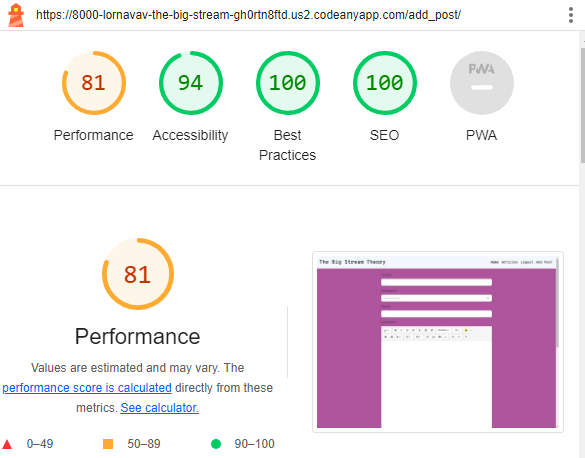 https://8000-lornavav-the-big-stream-gh0rtn8ftd.us2.codeanyapp.com/add_post/
81
94
100
100
PWA
Performance
Accessibility
Best
Practices
SEO
PWA
81
Performance
Values are estimated and may vary. The
performance score is calculated directly from these
metrics. See calculator.
0–49
50–89
90–100
The Big Stream Theory
Home Articles Logout Add Post